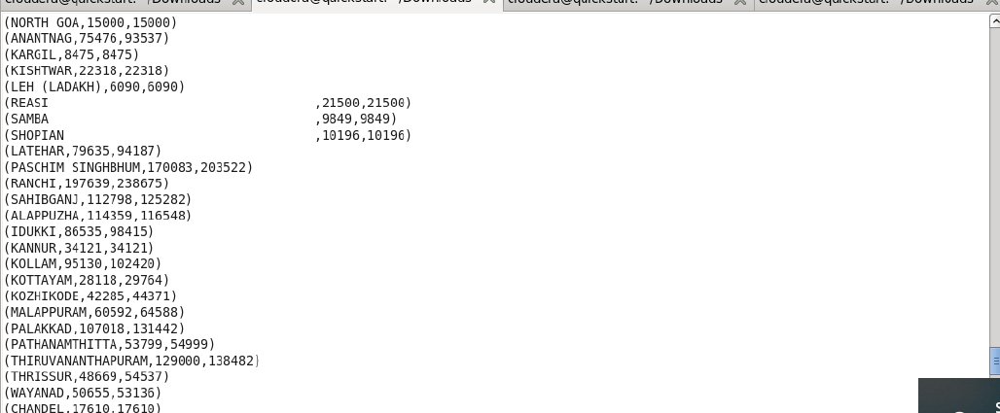 cloudera@quickstart:~/Downloads cloudera@quickstart:~/Downloads cloudera@quickstart:~/Downloads cloudera@quickstart:~/Downloads
(NORTH GOA,15000,15000)
(ANANTNAG,75476,93537)
(KARGIL,8475,8475)
(KISHTWAR,22318,22318)
(LEH (LADAKH),6090,6090)
(REASI ,21500,21500)
(SAMBA ,9849,9849)
(SHOPIAN ,10196,10196)
(LATEHAR,79635,94187)
(PASCHIM SINGHBHUM,170083,203522)
(RANCHI,197639,238675)
(SAHIBGANJ,112798,125282)
(ALAPPUZHA,114359,116548)
(IDUKKI,86535,98415)
(KANNUR,34121,34121)
(KOLLAM,95130,102420)
(KOTTAYAM,28118,29764)
(KOZHIKODE,42285,44371)
(MALAPPURAM,60592,64588)
(PALAKKAD,107018,131442)
(PATHANAMTHITTA,53799,54999)
(THIRUVANANTHAPURAM,129000,138482)
(THRISSUR,48669,54537)
(WAYANAD,50655,53136)
(CHANDEL,17610,17610)